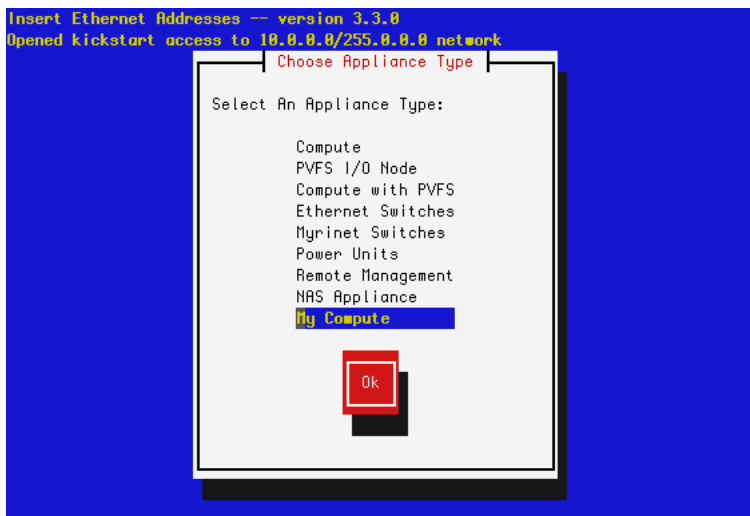 Insert Ethernet Addresses -- version 3.3.0
Opened kickstart access to 10.0.0.0/255.0.0.0 network
Choose Appliance Type
Select An Appliance Type:
Compute
PVFS I/O Node
Compute with PVFS
Ethernet Switches
Myrinet Switches
Power Units
Remote Management
NAS Appliance
My Compute
Ok